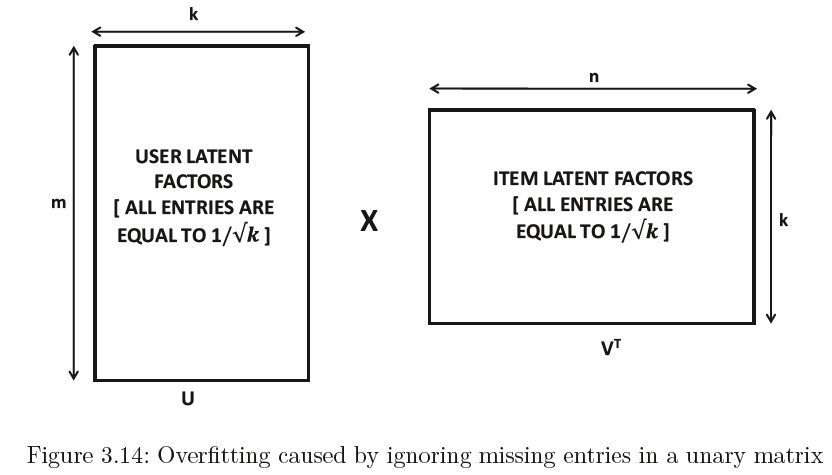 k
n
m
USER LATENT
FACTORS
[ ALL ENTRIES ARE
EQUAL TO 1/√k ]
U
X
ITEM LATENT FACTORS
[ ALL ENTRIES ARE
EQUAL TO 1/√k ]
k
V^T
Figure 3.14: Overfitting caused by ignoring missing entries in a unary matrix